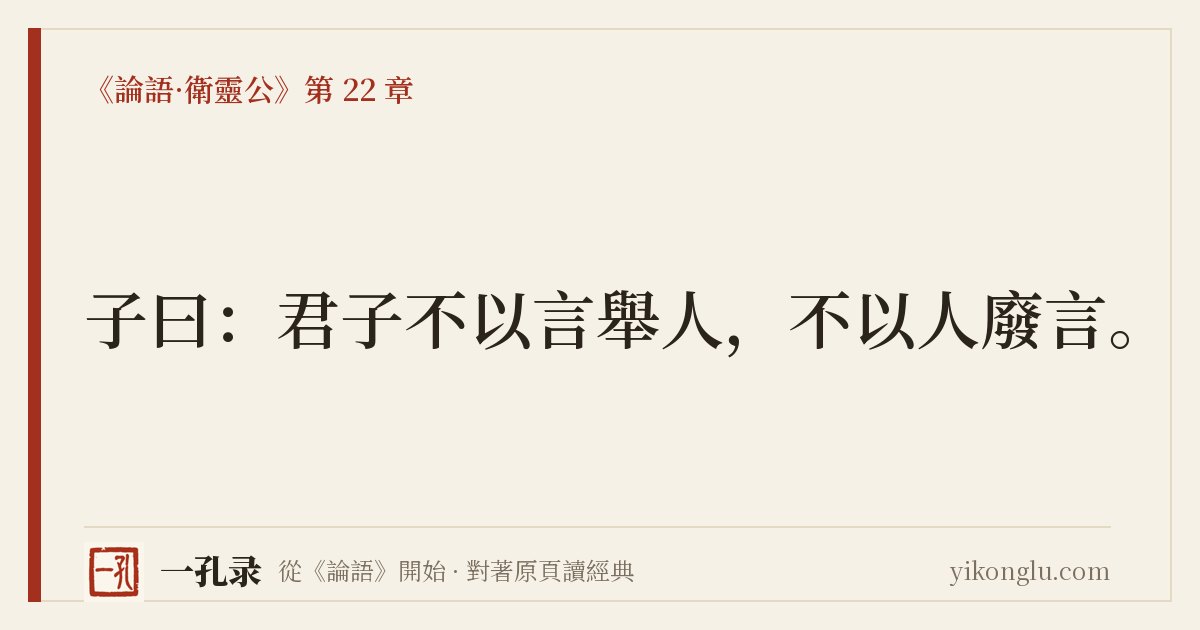 《論語·衛靈公》第 22 章
子曰：君子不以言舉人，不以人廢言。
一孔
一孔录 從《論語》開始 · 對著原頁讀經典
yikonglu.com